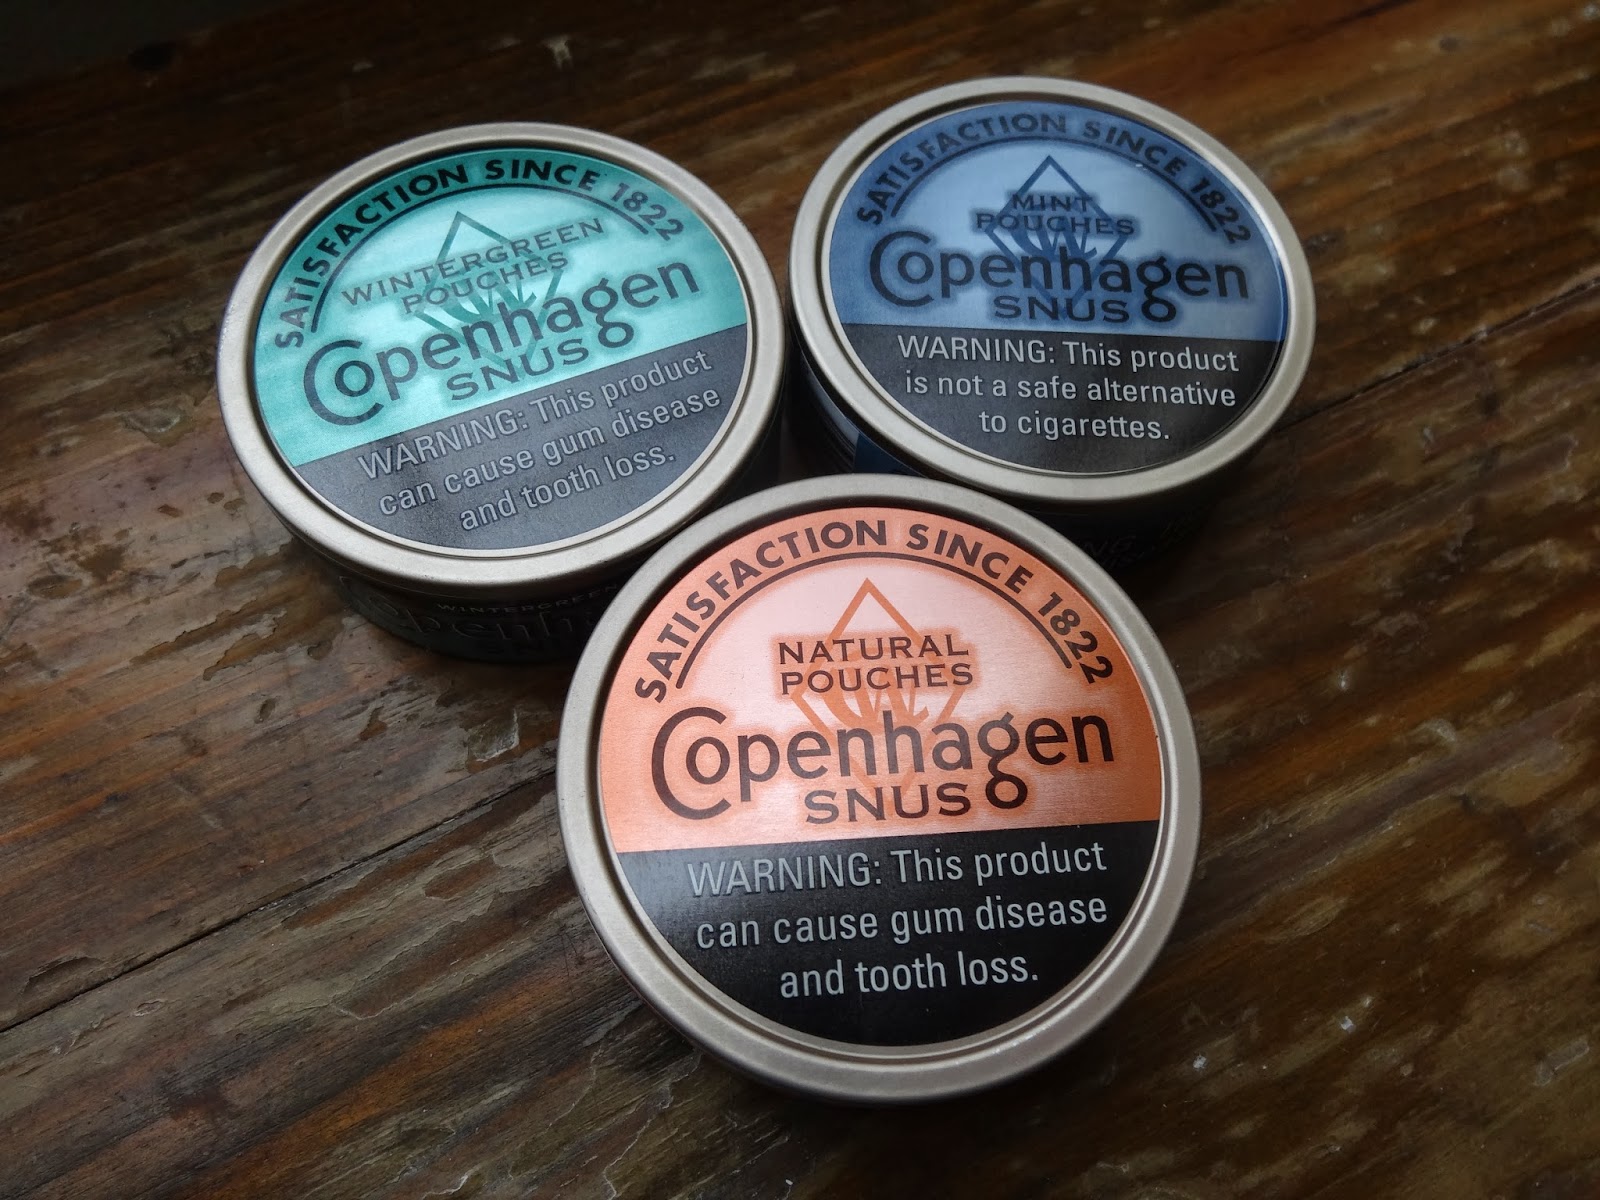 SATISFACTION SINCE 1822
WINTERGREEN
POUCHES
Copenhagen
SNUS
WARNING: This product
can cause gum disease
and tooth loss.
WINTERGREEN
SATISFACTION SINCE 1822
MINT
POUCHES
Copenhagen
SNUS
WARNING: This product
is not a safe alternative
to cigarettes.
SATISFACTION SINCE 1822
NATURAL
POUCHES
Copenhagen
SNUS
WARNING: This product
can cause gum disease
and tooth loss.